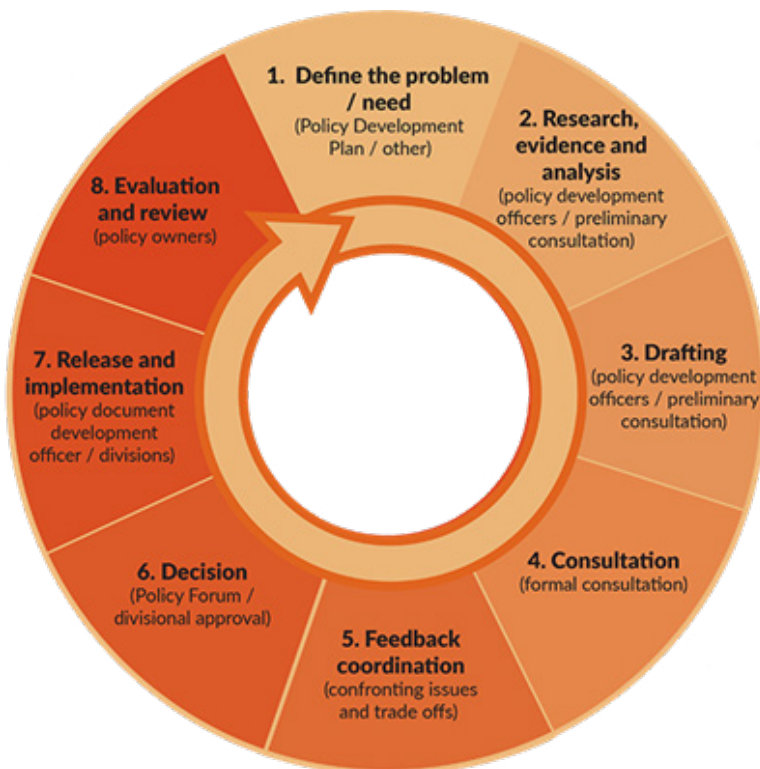 1. Define the problem
/ need
(Policy Development
Plan / other)
2. Research,
evidence and
analysis
(policy development
officers / preliminary
consultation)
3. Drafting
(policy development
officers / preliminary
consultation)
4. Consultation
(formal consultation)
5. Feedback
coordination
(confronting issues
and trade offs)
6. Decision
(Policy Forum /
divisional approval)
7. Release and
implementation
(policy document
development
officer / divisions)
8. Evaluation
and review
(policy owners)